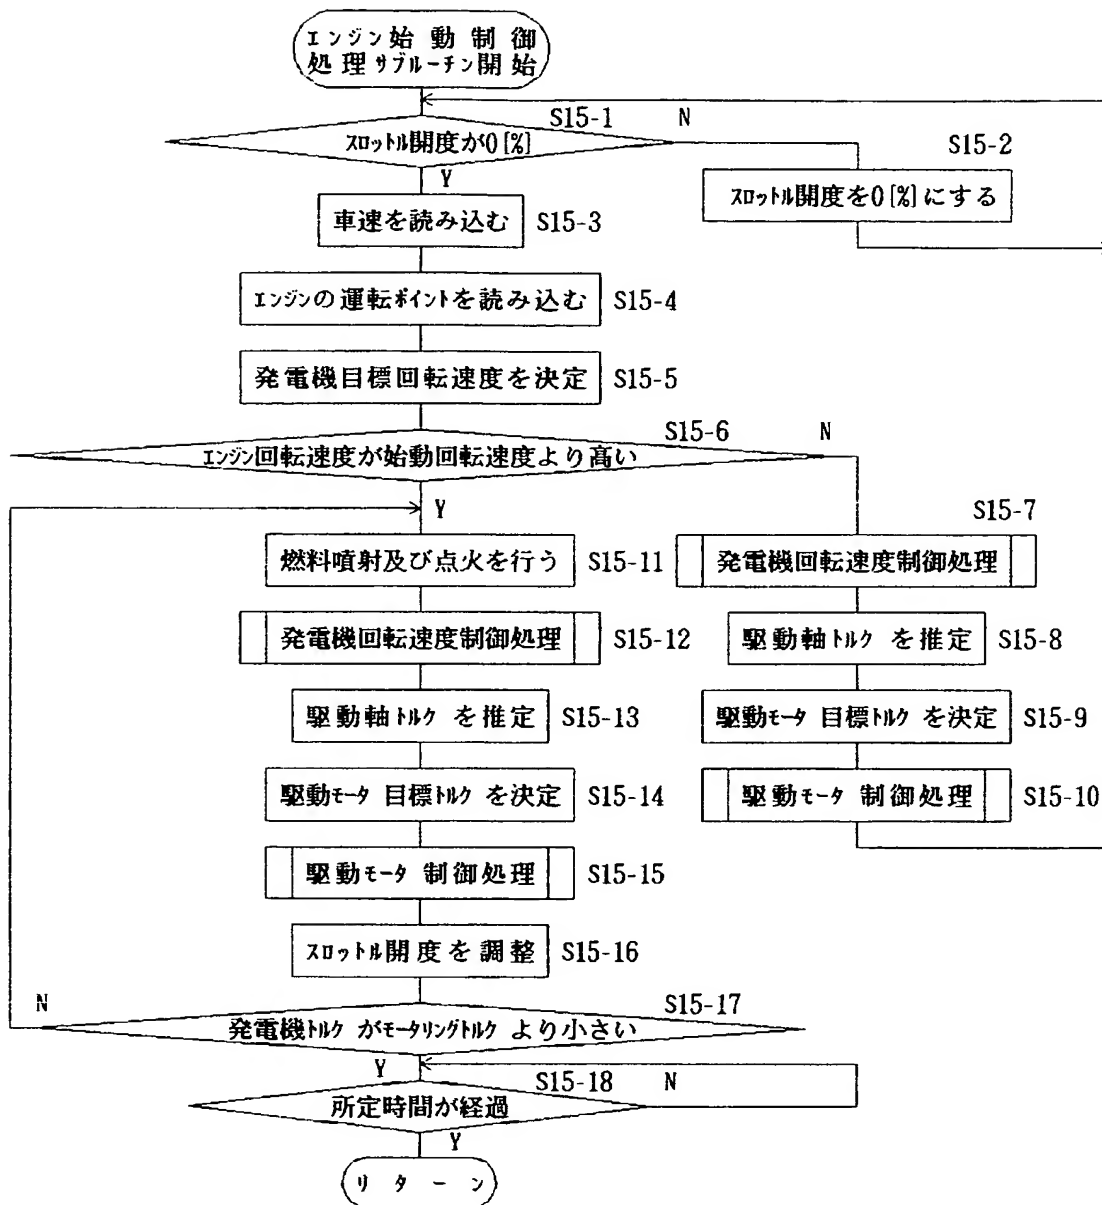 エンジン始動制御
処理サブルーチン開始
S15-1
N
スロットル開度が0[%]
S15-2
Y
スロットル開度を0[%]にする
車速を読み込む
S15-3
エンジンの運転ポイントを読み込む
S15-4
発電機目標回転速度を決定
S15-5
S15-6
N
エンジン回転速度が始動回転速度より高い
Y
S15-7
燃料噴射及び点火を行う
S15-11
発電機回転速度制御処理
発電機回転速度制御処理
S15-12
駆動軸トルク を推定
S15-8
駆動軸トルク を推定
S15-13
駆動モータ 目標トルク を決定
S15-9
駆動モータ 目標トルク を決定
S15-14
駆動モータ 制御処理
S15-10
駆動モータ 制御処理
S15-15
スロットル開度を調整
S15-16
N
S15-17
発電機トルク がモータリングトルク より小さい
Y
S15-18
N
所定時間が経過
Y
リターン